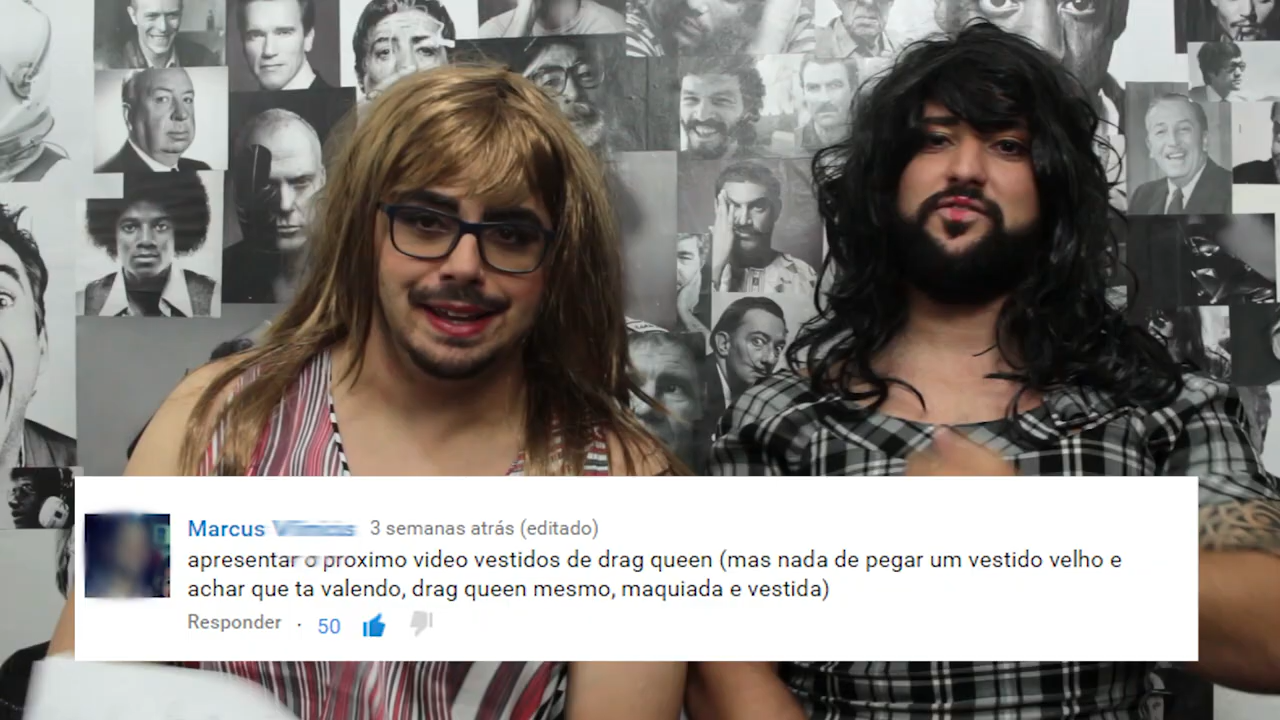 Marcus 3 semanas atrás (editado)
apresentar o proximo video vestidos de drag queen (mas nada de pegar um vestido velho e
achar que ta valendo, drag queen mesmo, maquiada e vestida)
Responder · 50